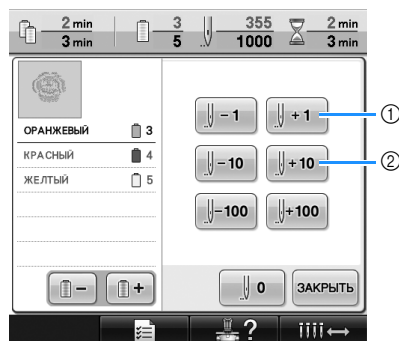 2 min 3 355 2 min
3 min 5 1000 3 min
ОРАНЖЕВЫЙ 3
КРАСНЫЙ 4
ЖЕЛТЫЙ 5
-1 +1 ①
-10 +10 ②
-100 +100
- + 0 ЗАКРЫТЬ
?